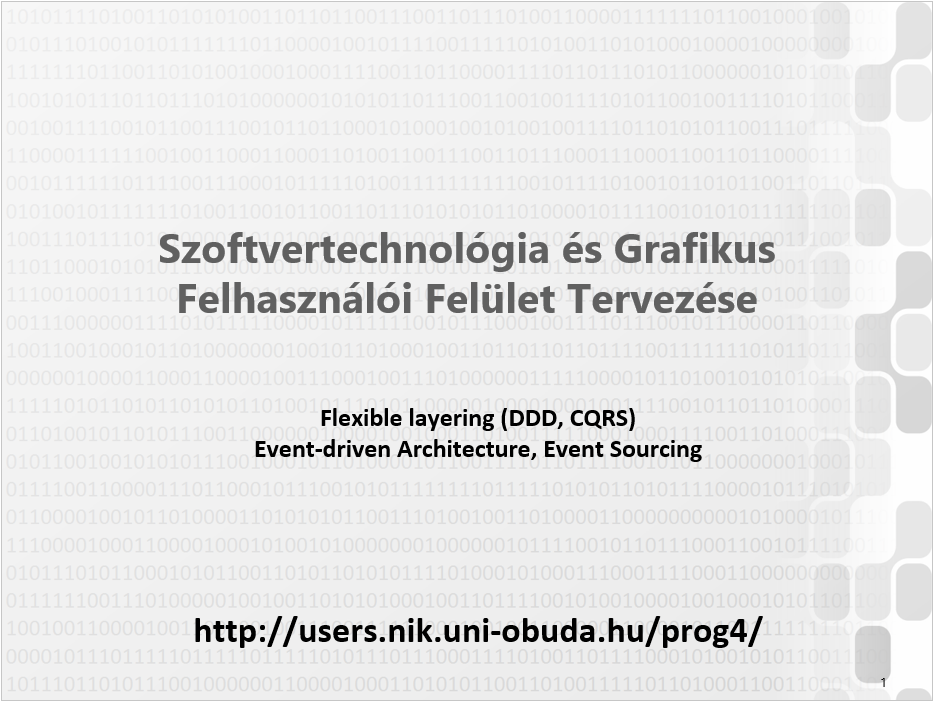 Szoftvertechnológia és Grafikus
Felhasználói Felület Tervezése
Flexible layering (DDD, CQRS)
Event-driven Architecture, Event Sourcing
http://users.nik.uni-obuda.hu/prog4/
1